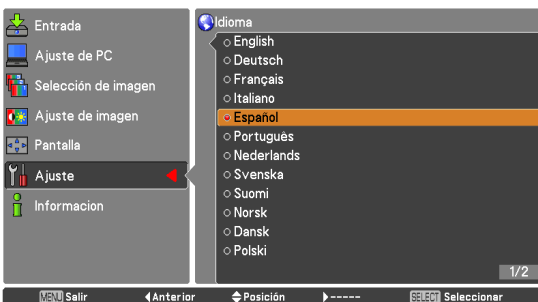 Entrada
Ajuste de PC
Selección de imagen
Ajuste de imagen
Pantalla
Ajuste
Informacion
Idioma
English
Deutsch
Français
Italiano
Español
Português
Nederlands
Svenska
Suomi
Norsk
Dansk
Polski
1/2
MENU Salir Anterior Posición ----- SELECT Seleccionar